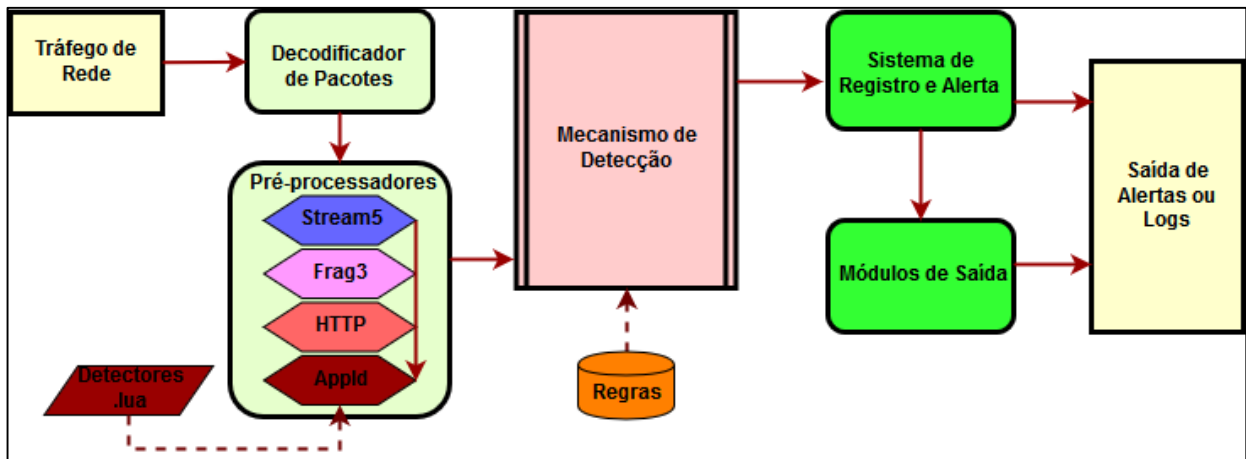 Tráfego de
Rede
Decodificador
de Pacotes
Pré-processadores
Stream5
Frag3
HTTP
AppId
Detectores
.lua
Mecanismo de
Detecção
Regras
Sistema de
Registro e Alerta
Módulos de Saída
Saída de
Alertas ou
Logs